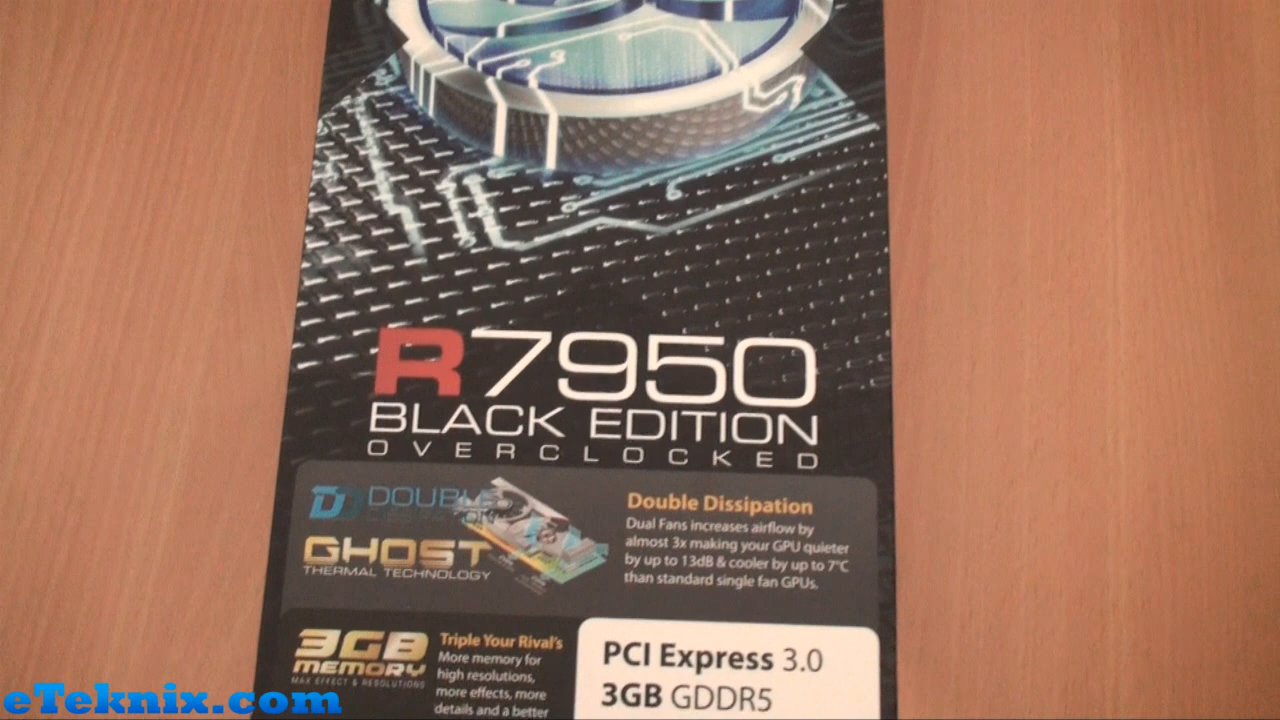 R7950
BLACK EDITION
OVERCLOCKED
DOUBLE
GHOST
THERMAL TECHNOLOGY
Double Dissipation
Dual Fans increases airflow by
almost 3x making your GPU quieter
by up to 13dB & cooler by up to 7°C
than standard single fan GPUs.
3GB
MEMORY
MAX EFFECT & RESOLUTIONS
Triple Your Rival's
More memory for
high resolutions,
more effects, more
details and a better
PCI Express 3.0
3GB GDDR5
eTeknix.com